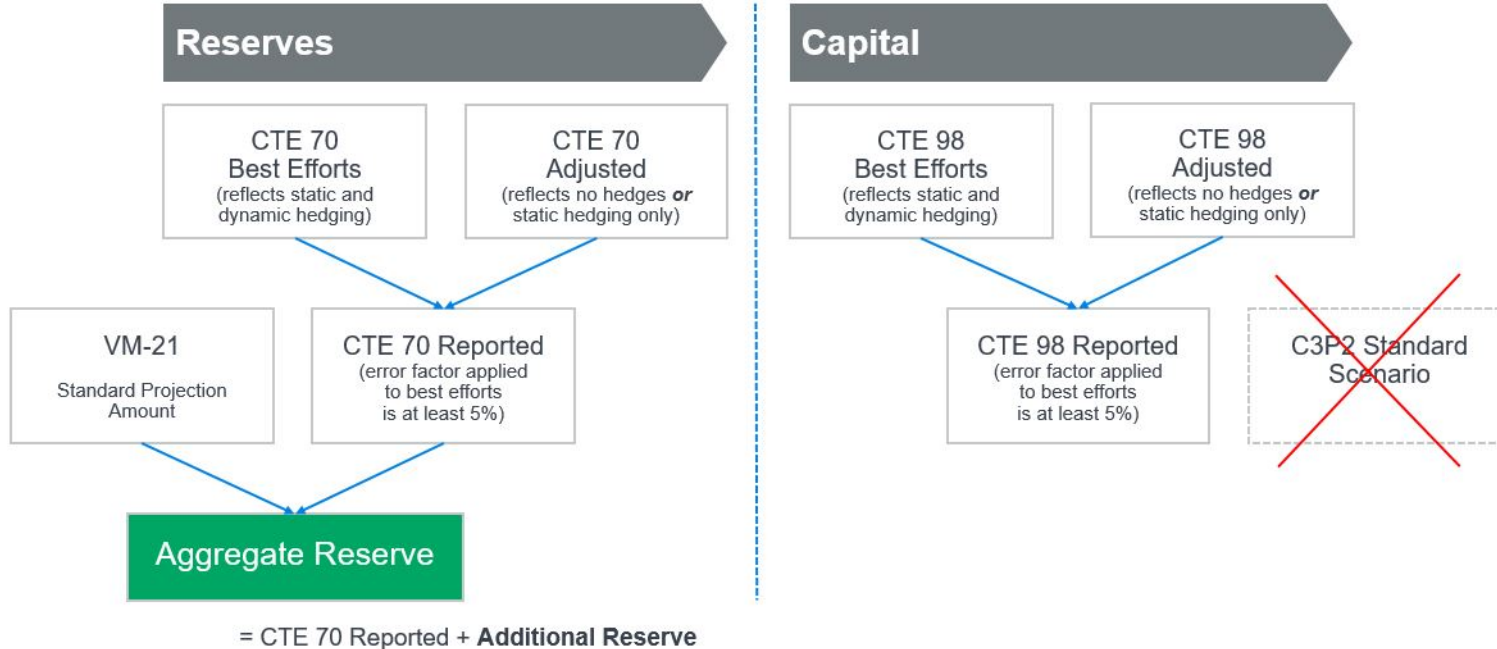 Reserves
Capital
CTE 70
Best Efforts
(reflects static and
dynamic hedging)
CTE 70
Adjusted
(reflects no hedges or
static hedging only)
CTE 98
Best Efforts
(reflects static and
dynamic hedging)
CTE 98
Adjusted
(reflects no hedges or
static hedging only)
VM-21
Standard Projection
Amount
CTE 70 Reported
(error factor applied
to best efforts
is at least 5%)
CTE 98 Reported
(error factor applied
to best efforts
is at least 5%)
C3P2 Standard
Scenario
Aggregate Reserve
= CTE 70 Reported + Additional Reserve